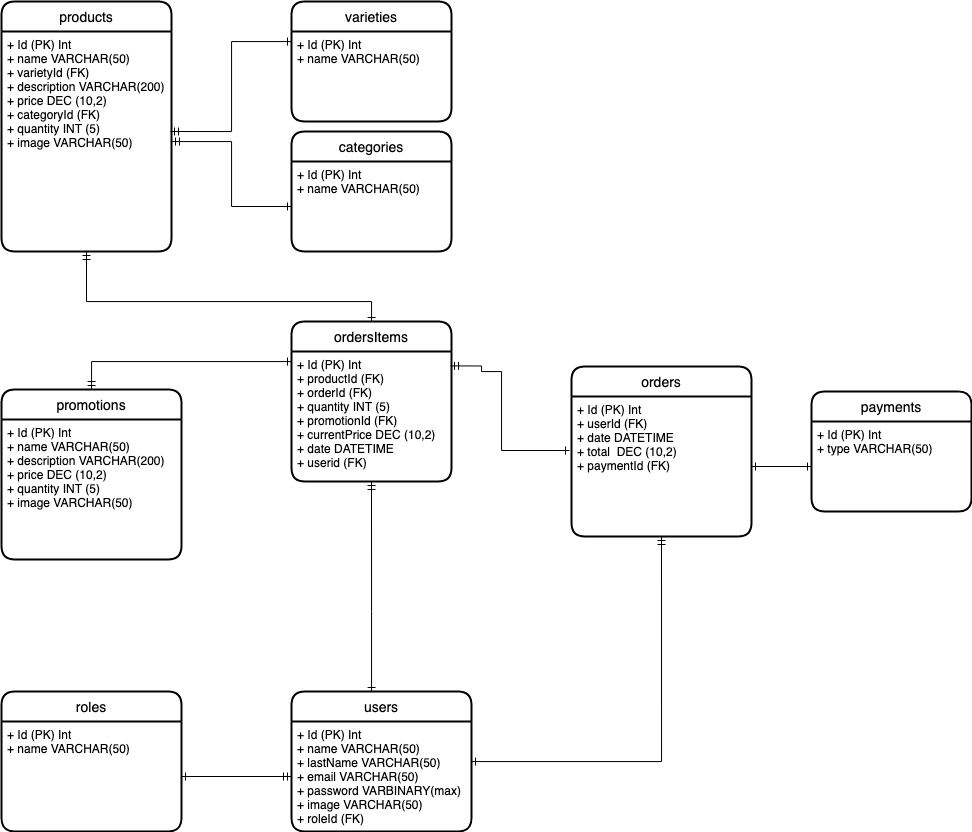 products
+ Id (PK) Int
+ name VARCHAR(50)
+ varietyId (FK)
+ description VARCHAR(200)
+ price DEC (10,2)
+ categoryId (FK)
+ quantity INT (5)
+ image VARCHAR(50)
varieties
+ Id (PK) Int
+ name VARCHAR(50)
categories
+ Id (PK) Int
+ name VARCHAR(50)
ordersItems
+ Id (PK) Int
+ productId (FK)
+ orderId (FK)
+ quantity INT (5)
+ promotionId (FK)
+ currentPrice DEC (10,2)
+ date DATETIME
+ userid (FK)
promotions
+ Id (PK) Int
+ name VARCHAR(50)
+ description VARCHAR(200)
+ price DEC (10,2)
+ quantity INT (5)
+ image VARCHAR(50)
orders
+ Id (PK) Int
+ userId (FK)
+ date DATETIME
+ total  DEC (10,2)
+ paymentId (FK)
payments
+ Id (PK) Int
+ type VARCHAR(50)
roles
+ Id (PK) Int
+ name VARCHAR(50)
users
+ Id (PK) Int
+ name VARCHAR(50)
+ lastName VARCHAR(50)
+ email VARCHAR(50)
+ password VARBINARY(max)
+ image VARCHAR(50)
+ roleId (FK)